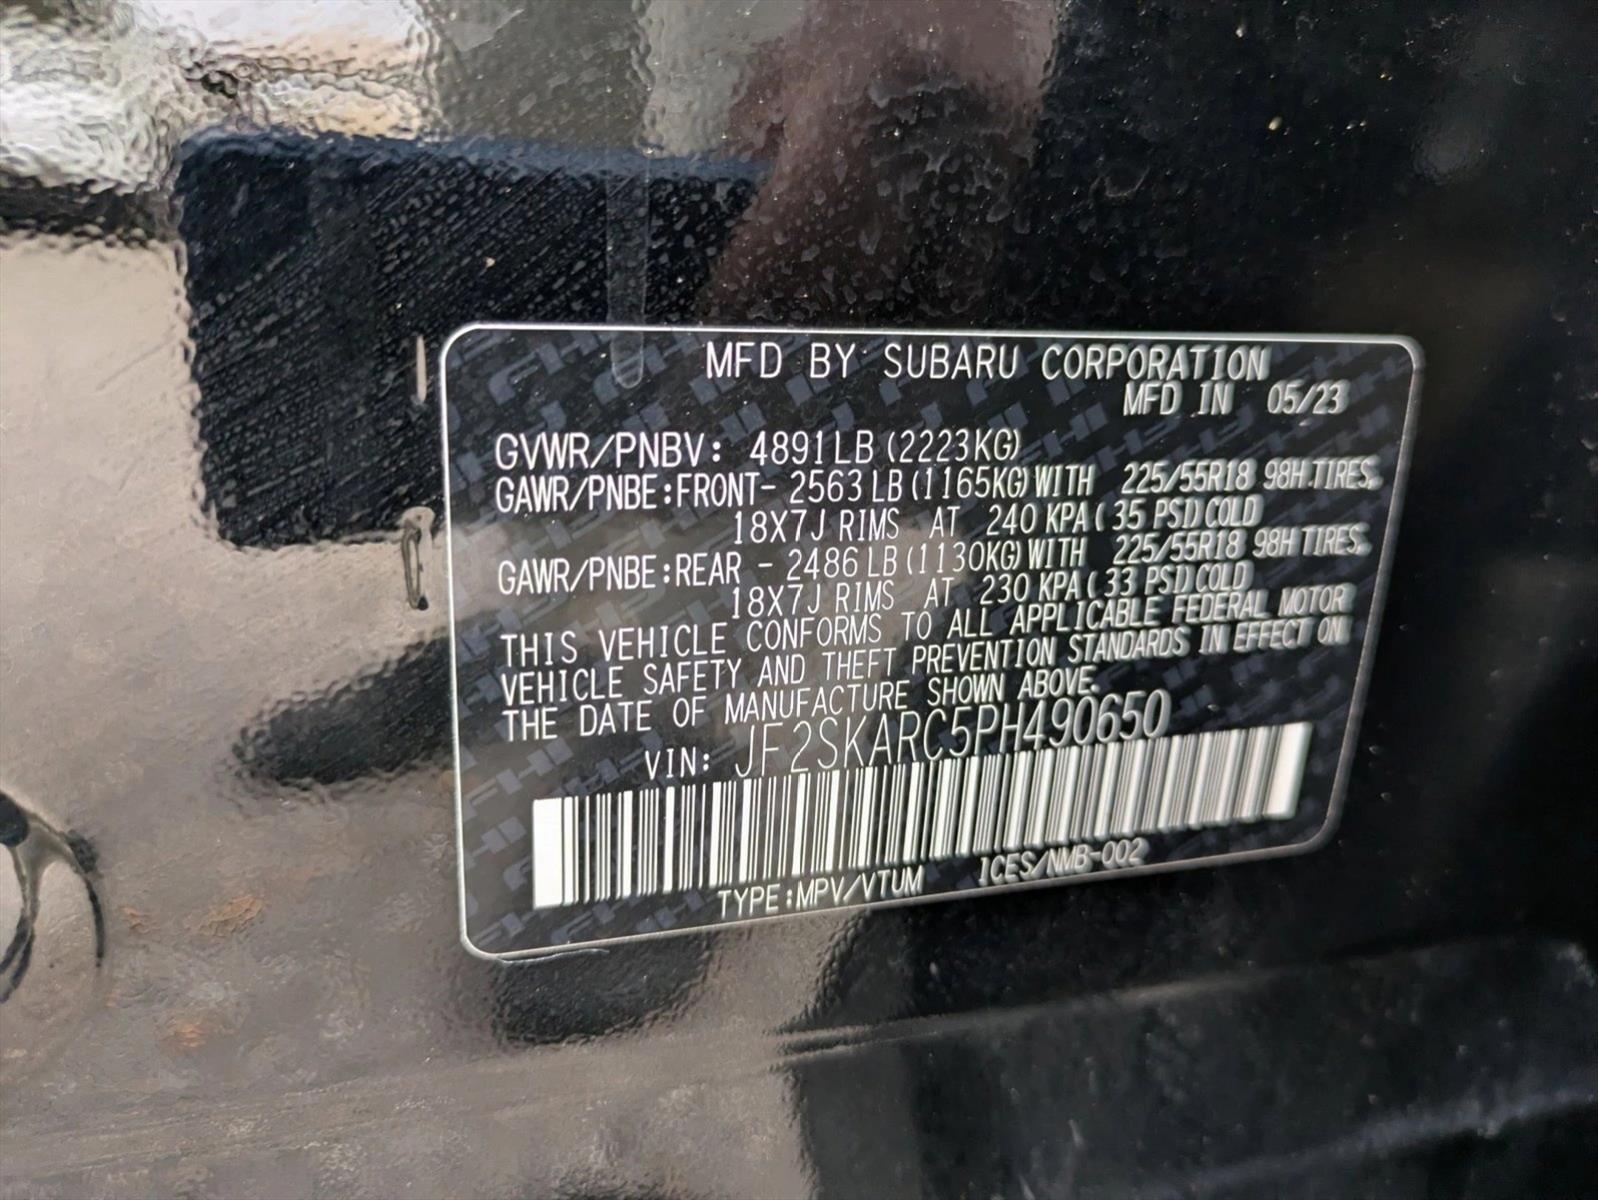 MFD BY SUBARU CORPORATION
MFD IN 05/23
GVWR/PNBV: 4891LB (2223KG)
GAWR/PNBE:FRONT- 2563LB(1165KG)WITH 225/55R18 98H.TIRES,
18X7J RIMS AT 240 KPA( 35 PSI)COLD
GAWR/PNBE:REAR - 2486LB(1130KG)WITH 225/55R18 98H TIRES,
18X7J RIMS AT 230 KPA( 33 PSI)COLD
THIS VEHICLE CONFORMS TO ALL APPLICABLE FEDERAL MOTOR
VEHICLE SAFETY AND THEFT PREVENTION STANDARDS IN EFFECT ON
THE DATE OF MANUFACTURE SHOWN ABOVE.
VIN: JF2SKARC5PH490650
TYPE:MPV/VTUM ICES/NMB-002